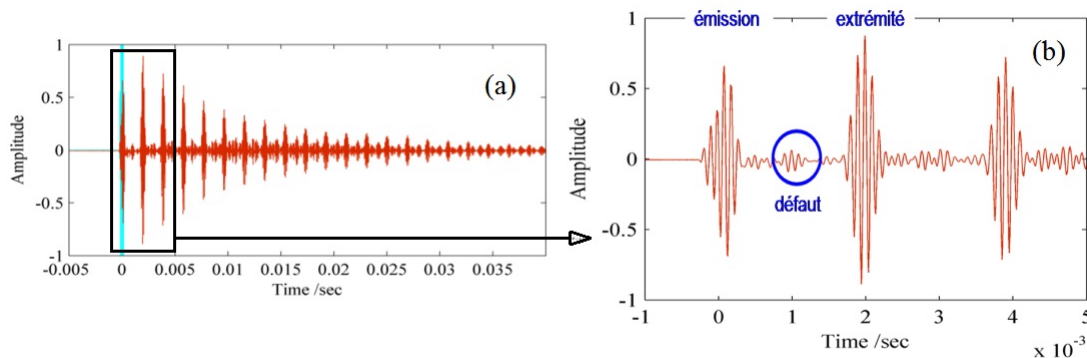 (a)
1
0.5
0
-0.5
-1
Amplitude
-0.005 0 0.005 0.01 0.015 0.02 0.025 0.03 0.035
Time /sec
émission extrémité
(b)
1
0.5
0
-0.5
-1
Amplitude
défaut
-1 0 1 2 3 4 5
Time /sec
x 10⁻³